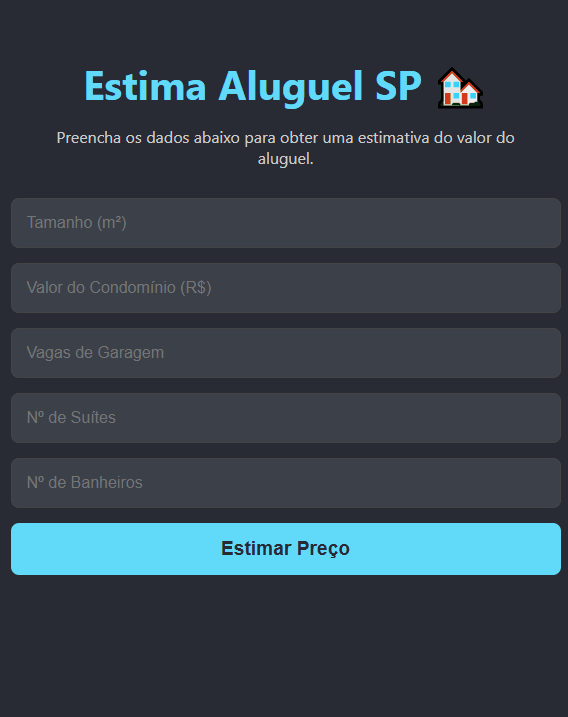 Estima Aluguel SP 🏘️
Preencha os dados abaixo para obter uma estimativa do valor do
aluguel.
Tamanho (m²)
Valor do Condomínio (R$)
Vagas de Garagem
Nº de Suítes
Nº de Banheiros
Estimar Preço